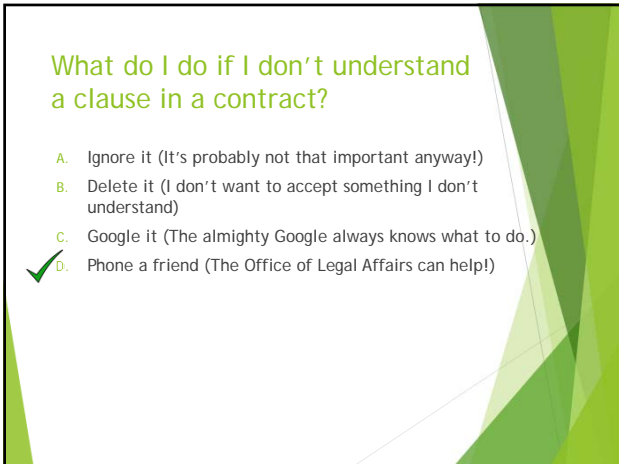 What do I do if I don't understand
a clause in a contract?
A. Ignore it (It's probably not that important anyway!)
B. Delete it (I don't want to accept something I don't
understand)
C. Google it (The almighty Google always knows what to do.)
D. Phone a friend (The Office of Legal Affairs can help!)